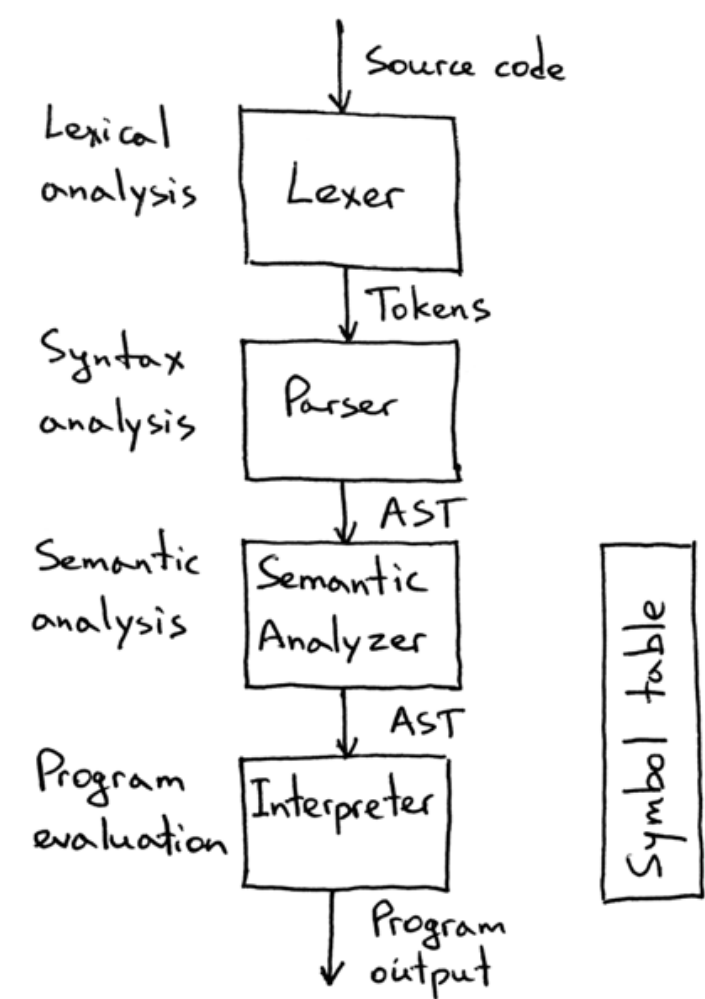 Source code
Lexical
analysis
Lexer
Tokens
Syntax
analysis
Parser
AST
Semantic
analysis
Semantic
Analyzer
AST
Symbol table
Program
evaluation
Interpreter
Program
output